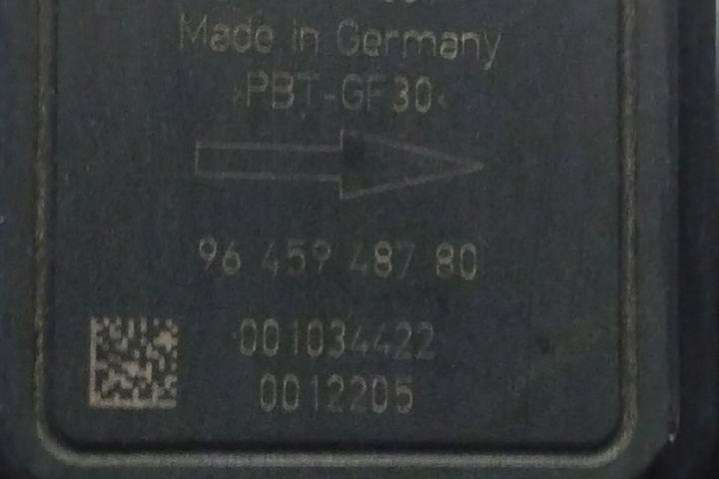 Made in Germany
>PBT-GF30<
96 459 487 80
001034422
0012205